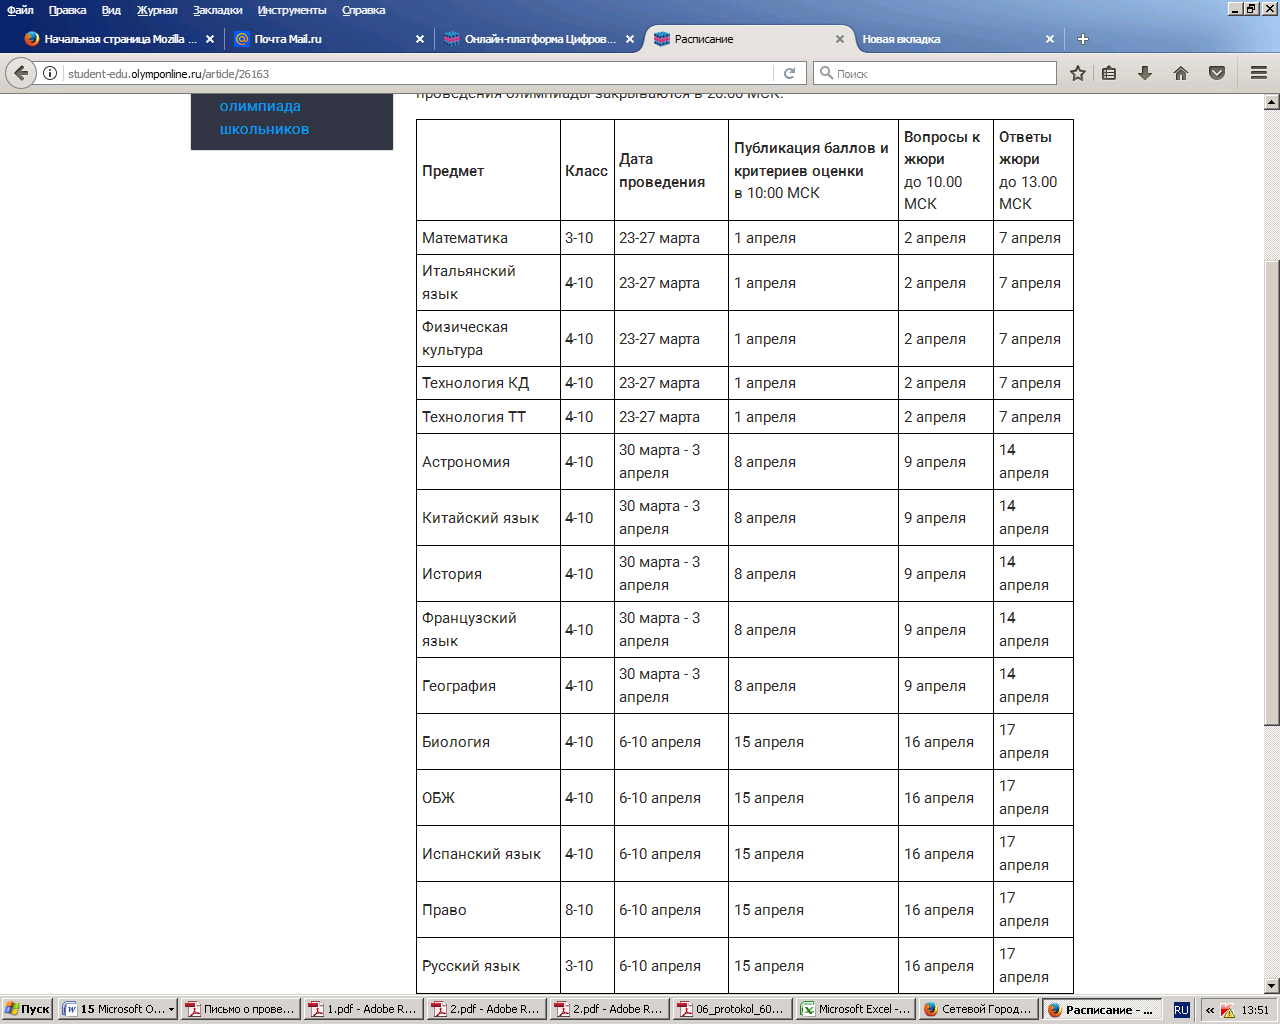 Файл Правка Вид Журнал Закладки Инструменты Справка
Начальная страница Mozilla ... Почта Mail.ru Онлайн-платформа Цифров... Расписание Новая вкладка
student-edu.olymponline.ru/article/26163 Поиск
проведения олимпиады закрываются в 20.00 МСК.
олимпиада
школьников
Предмет Класс Дата проведения Публикация баллов и критериев оценки в 10:00 МСК Вопросы к жюри до 10.00 МСК Ответы жюри до 13.00 МСК
Математика 3-10 23-27 марта 1 апреля 2 апреля 7 апреля
Итальянский язык 4-10 23-27 марта 1 апреля 2 апреля 7 апреля
Физическая культура 4-10 23-27 марта 1 апреля 2 апреля 7 апреля
Технология КД 4-10 23-27 марта 1 апреля 2 апреля 7 апреля
Технология ТТ 4-10 23-27 марта 1 апреля 2 апреля 7 апреля
Астрономия 4-10 30 марта - 3 апреля 8 апреля 9 апреля 14 апреля
Китайский язык 4-10 30 марта - 3 апреля 8 апреля 9 апреля 14 апреля
История 4-10 30 марта - 3 апреля 8 апреля 9 апреля 14 апреля
Французский язык 4-10 30 марта - 3 апреля 8 апреля 9 апреля 14 апреля
География 4-10 30 марта - 3 апреля 8 апреля 9 апреля 14 апреля
Биология 4-10 6-10 апреля 15 апреля 16 апреля 17 апреля
ОБЖ 4-10 6-10 апреля 15 апреля 16 апреля 17 апреля
Испанский язык 4-10 6-10 апреля 15 апреля 16 апреля 17 апреля
Право 8-10 6-10 апреля 15 апреля 16 апреля 17 апреля
Русский язык 3-10 6-10 апреля 15 апреля 16 апреля 17 апреля
Пуск 15 Microsoft O... Письмо о прове... 1.pdf - Adobe R... 2.pdf - Adobe R... 2.pdf - Adobe R... 06_protokol_60... Microsoft Excel -... Сетевой Город... Расписание - ... RU 13:51